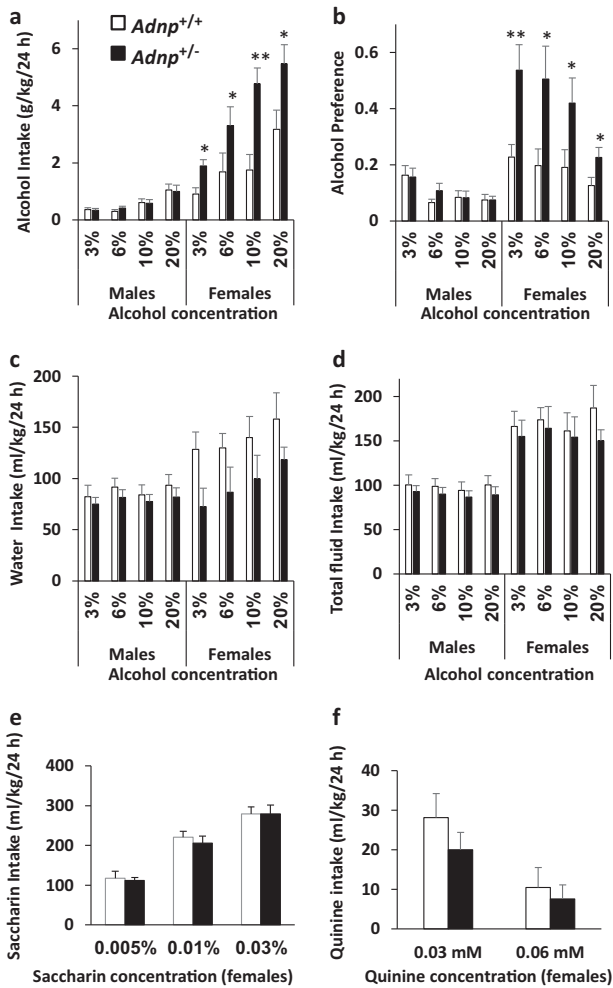 a
Adnp+/+
Adnp+/-
Alcohol Intake (g/kg/24 h)
6
4
2
0
* * ** *
3% 6% 10% 20% 3% 6% 10% 20%
Males Females
Alcohol concentration
b
Alcohol Preference
0.6
0.4
0.2
0
** * * *
3% 6% 10% 20% 3% 6% 10% 20%
Males Females
Alcohol concentration
c
Water Intake (ml/kg/24 h)
200
150
100
50
0
3% 6% 10% 20% 3% 6% 10% 20%
Males Females
Alcohol concentration
d
Total fluid Intake (ml/kg/24 h)
200
150
100
50
0
3% 6% 10% 20% 3% 6% 10% 20%
Males Females
Alcohol concentration
e
Saccharin Intake (ml/kg/24 h)
400
300
200
100
0
0.005% 0.01% 0.03%
Saccharin concentration (females)
f
Quinine intake (ml/kg/24 h)
40
30
20
10
0
0.03 mM 0.06 mM
Quinine concentration (females)